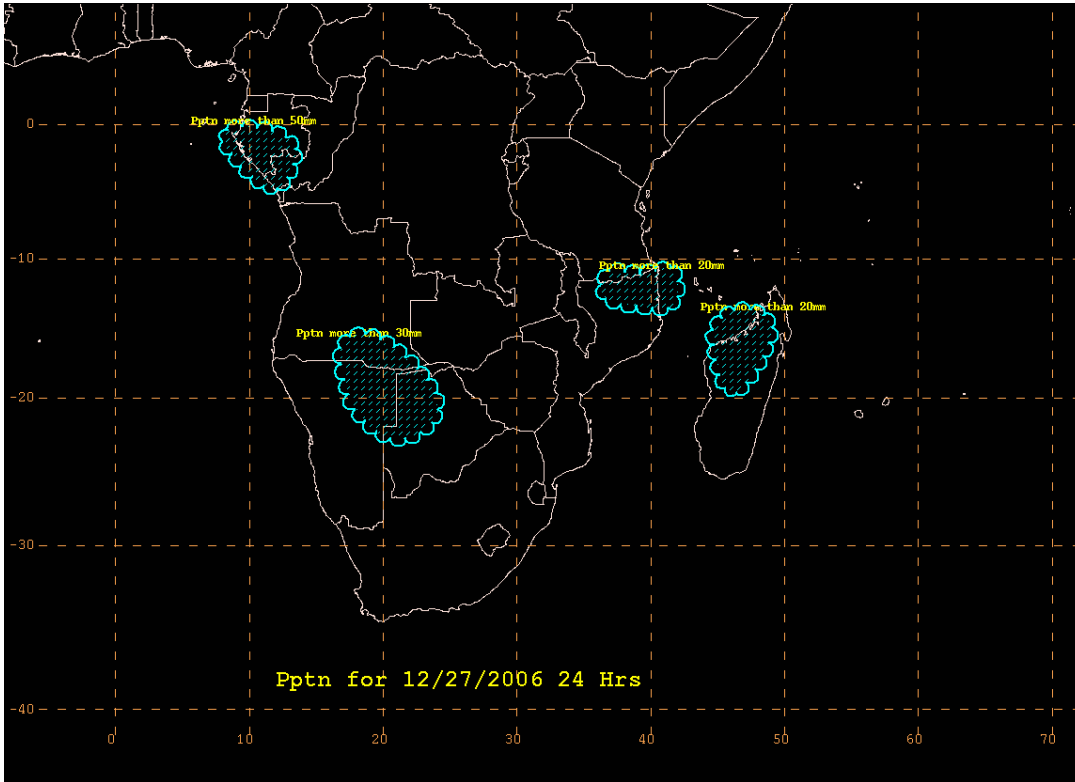 Pptn more than 50mm
0
-10
Pptn more than 20mm
Pptn more than 20mm
Pptn more than 30mm
-20
-30
Pptn for 12/27/2006 24 Hrs
-40
0 10 20 30 40 50 60 70